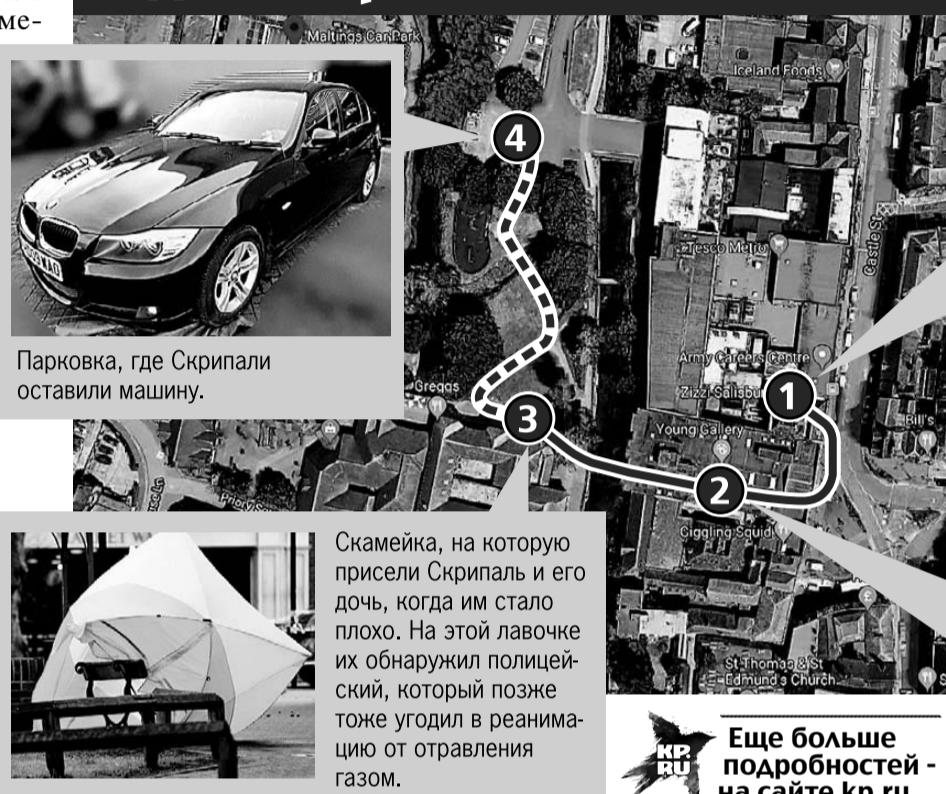 ме-
Maltings Car Park
Iceland Foods
4
Tesco Metro
Castle St
Парковка, где Скрипали
оставили машину.
Army Careers Centre
Zizzi Salisbu
1
Greggs
3
Bill's
Young Gallery
2
Giggling Squid
Скамейка, на которую
присели Скрипаль и его
дочь, когда им стало
плохо. На этой лавочке
их обнаружил полицей-
ский, который позже
тоже угодил в реанима-
цию от отравления
газом.
St Thomas & St
Edmund's Church
KP.
RU
Еще больше
подробностей -
на сайте kp.ru